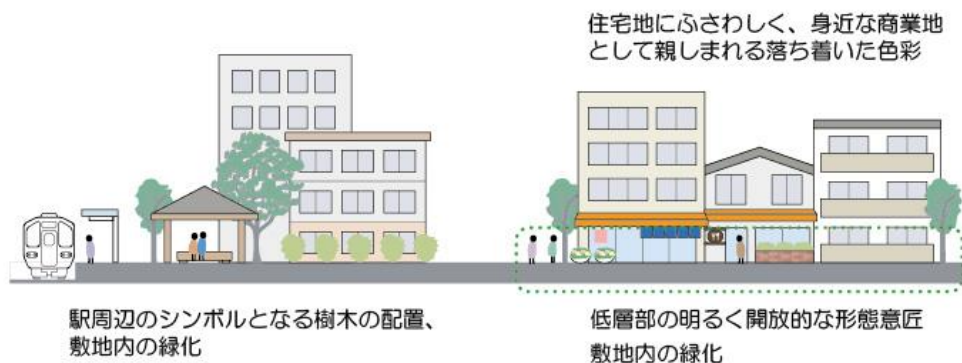 住宅地にふさわしく、身近な商業地
として親しまれる落ち着いた色彩
駅周辺のシンボルとなる樹木の配置、
敷地内の緑化
低層部の明るく開放的な形態意匠
敷地内の緑化